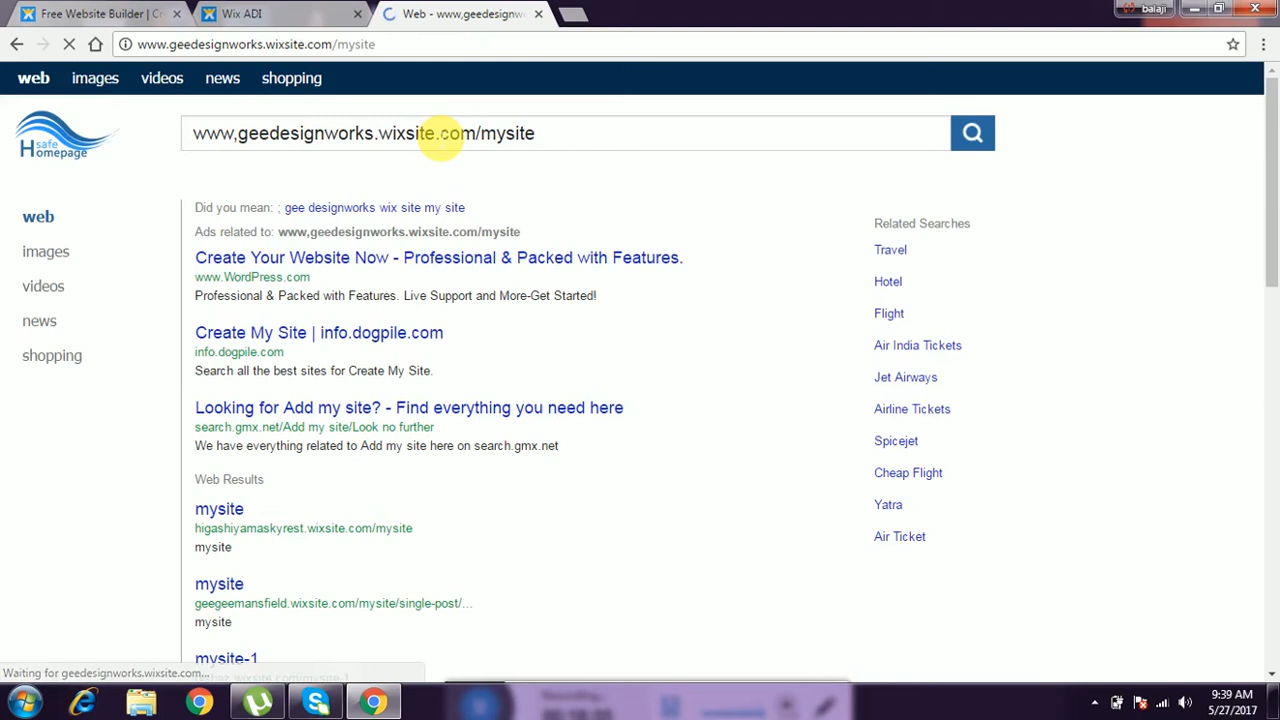 Free Website Builder | Cr
Wix ADI
Web - www,geedesignw
balaji
www.geedesignworks.wixsite.com/mysite
web images videos news shopping
safe
Homepage
www,geedesignworks.wixsite.com/mysite
web
images
videos
news
shopping
Did you mean: ; gee designworks wix site my site
Ads related to: www,geedesignworks.wixsite.com/mysite
Create Your Website Now - Professional & Packed with Features.
www.WordPress.com
Professional & Packed with Features. Live Support and More-Get Started!
Create My Site | info.dogpile.com
info.dogpile.com
Search all the best sites for Create My Site.
Looking for Add my site? - Find everything you need here
search.gmx.net/Add my site/Look no further
We have everything related to Add my site here on search.gmx.net
Web Results
mysite
higashiyamaskyrest.wixsite.com/mysite
mysite
mysite
geegeemansfield.wixsite.com/mysite/single-post/...
mysite
mysite-1
Related Searches
Travel
Hotel
Flight
Air India Tickets
Jet Airways
Airline Tickets
Spicejet
Cheap Flight
Yatra
Air Ticket
Waiting for geedesignworks.wixsite.com...
9:39 AM
5/27/2017